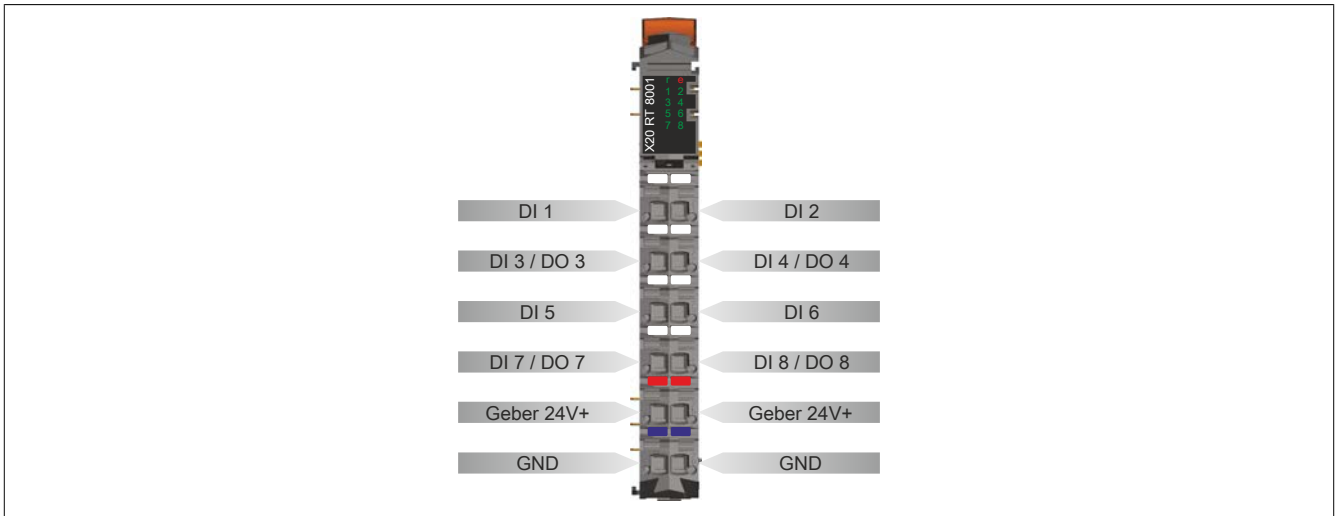 X20 RT 8001
r e
1 2
3 4
5 6
7 8
DI 1 DI 2
DI 3 / DO 3 DI 4 / DO 4
DI 5 DI 6
DI 7 / DO 7 DI 8 / DO 8
Geber 24V+ Geber 24V+
GND GND